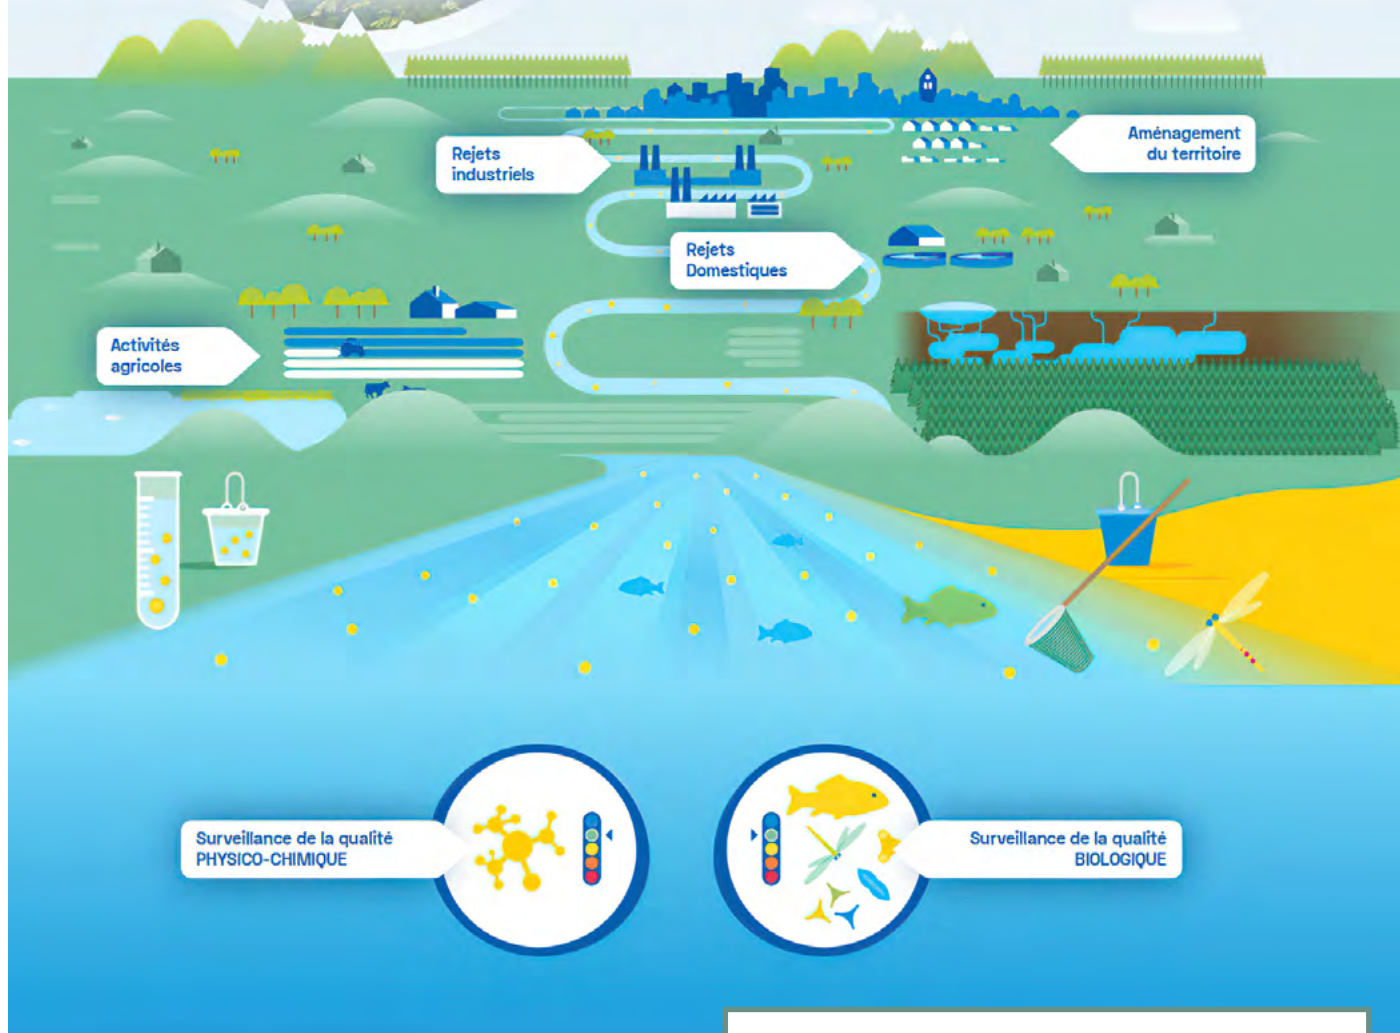 Aménagement
du territoire
Rejets
industriels
Rejets
Domestiques
Activités
agricoles
Surveillance de la qualité
PHYSICO-CHIMIQUE
Surveillance de la qualité
BIOLOGIQUE